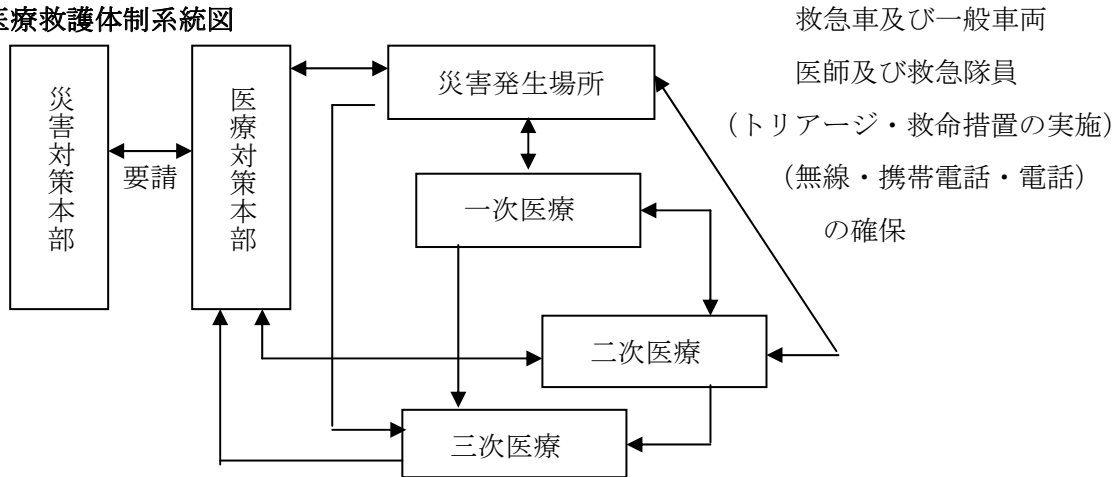 医療救護体制系統図
救急車及び一般車両
医師及び救急隊員
(トリアージ・救命措置の実施)
(無線・携帯電話・電話)
の確保
災害対策本部
要請
医療対策本部
災害発生場所
一次医療
二次医療
三次医療